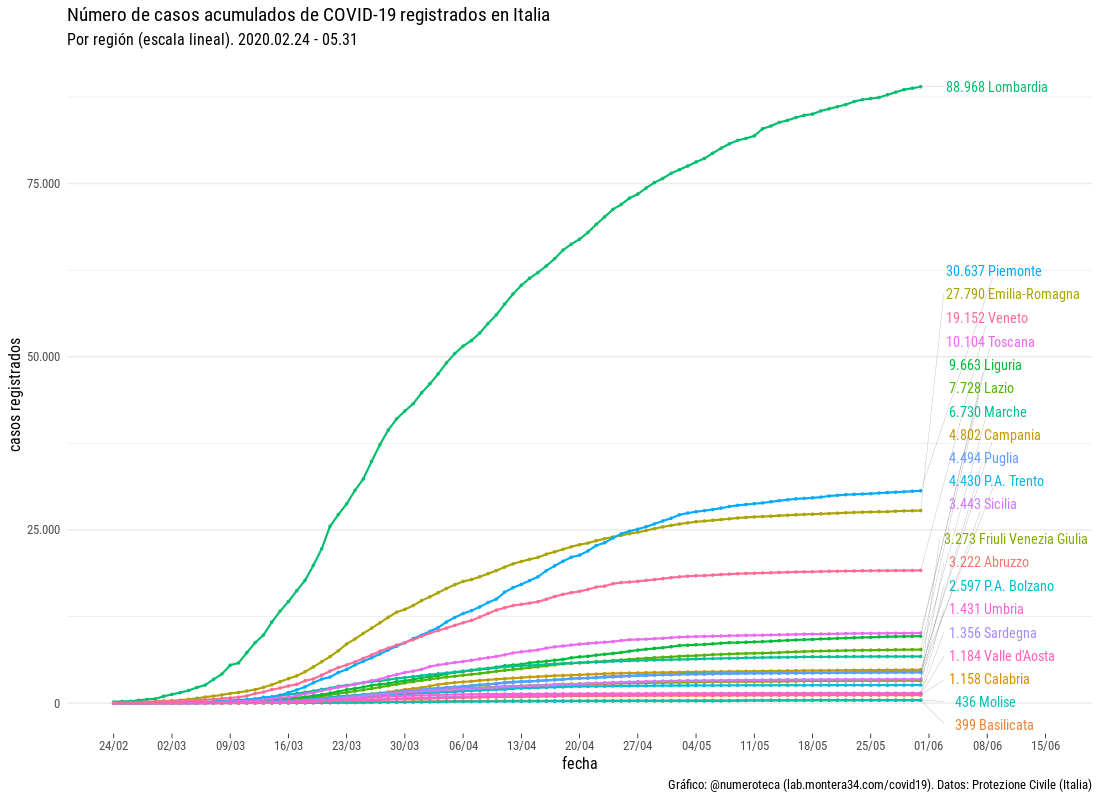 Número de casos acumulados de COVID-19 registrados en Italia
Por región (escala lineal). 2020.02.24 - 05.31
casos registrados
75.000
50.000
25.000
0
88.968 Lombardia
30.637 Piemonte
27.790 Emilia-Romagna
19.152 Veneto
10.104 Toscana
9.663 Liguria
7.728 Lazio
6.730 Marche
4.802 Campania
4.494 Puglia
4.430 P.A. Trento
3.443 Sicilia
3.273 Friuli Venezia Giulia
3.222 Abruzzo
2.597 P.A. Bolzano
1.431 Umbria
1.356 Sardegna
1.184 Valle d'Aosta
1.158 Calabria
436 Molise
399 Basilicata
24/02 02/03 09/03 16/03 23/03 30/03 06/04 13/04 20/04 27/04 04/05 11/05 18/05 25/05 01/06 08/06 15/06
fecha
Gráfico: @numeroteca (lab.montera34.com/covid19). Datos: Protezione Civile (Italia)